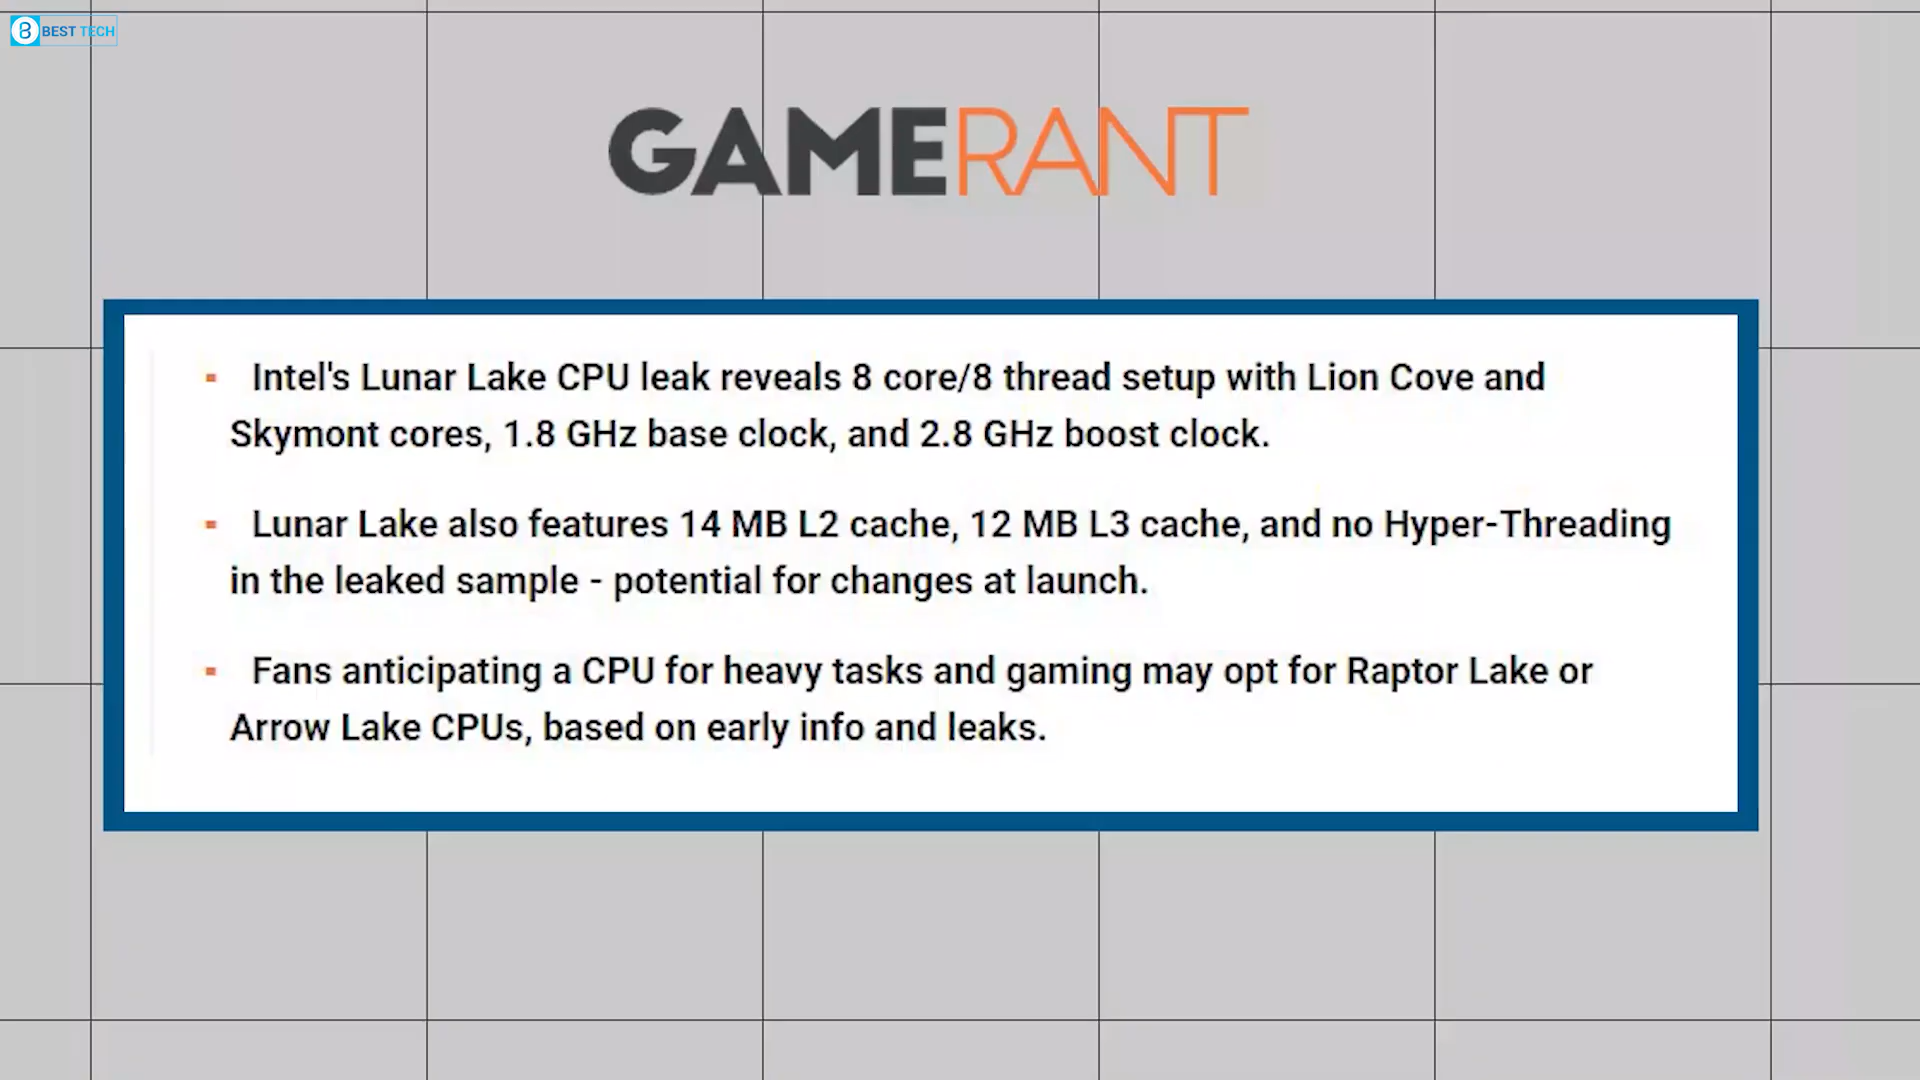 BEST TECH
GAMERANT
Intel's Lunar Lake CPU leak reveals 8 core/8 thread setup with Lion Cove and
Skymont cores, 1.8 GHz base clock, and 2.8 GHz boost clock.
Lunar Lake also features 14 MB L2 cache, 12 MB L3 cache, and no Hyper-Threading
in the leaked sample - potential for changes at launch.
Fans anticipating a CPU for heavy tasks and gaming may opt for Raptor Lake or
Arrow Lake CPUs, based on early info and leaks.